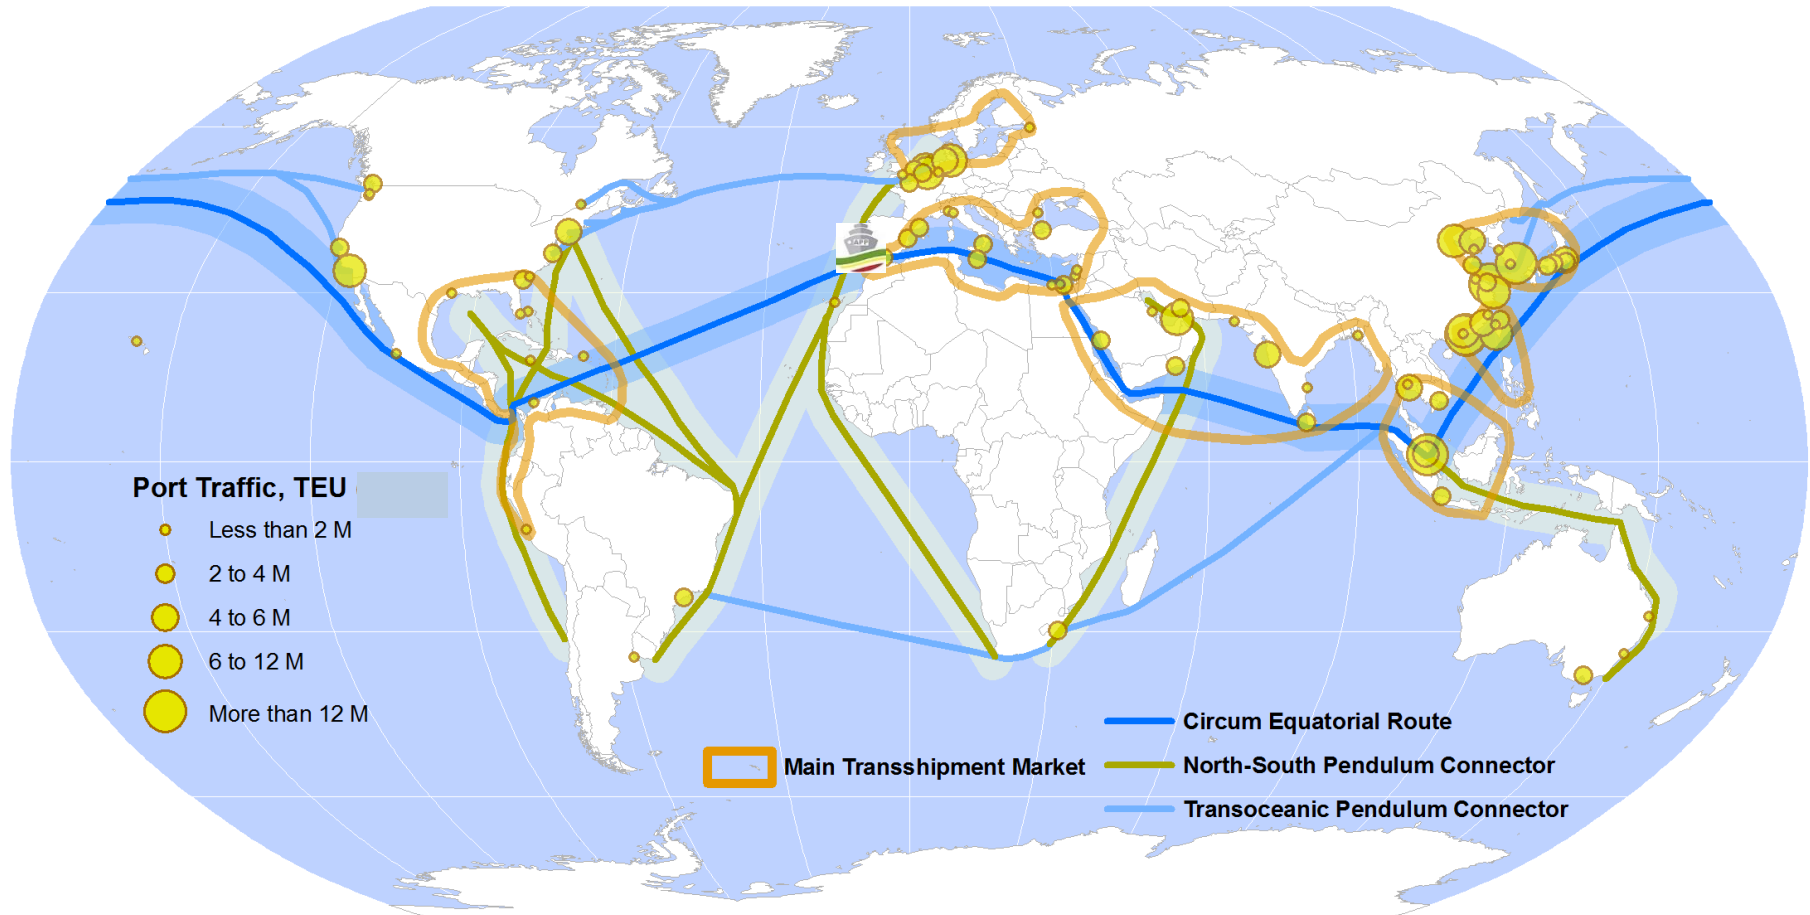 Port Traffic, TEU
Less than 2 M
2 to 4 M
4 to 6 M
6 to 12 M
More than 12 M
Main Transshipment Market
Circum Equatorial Route
North-South Pendulum Connector
Transoceanic Pendulum Connector